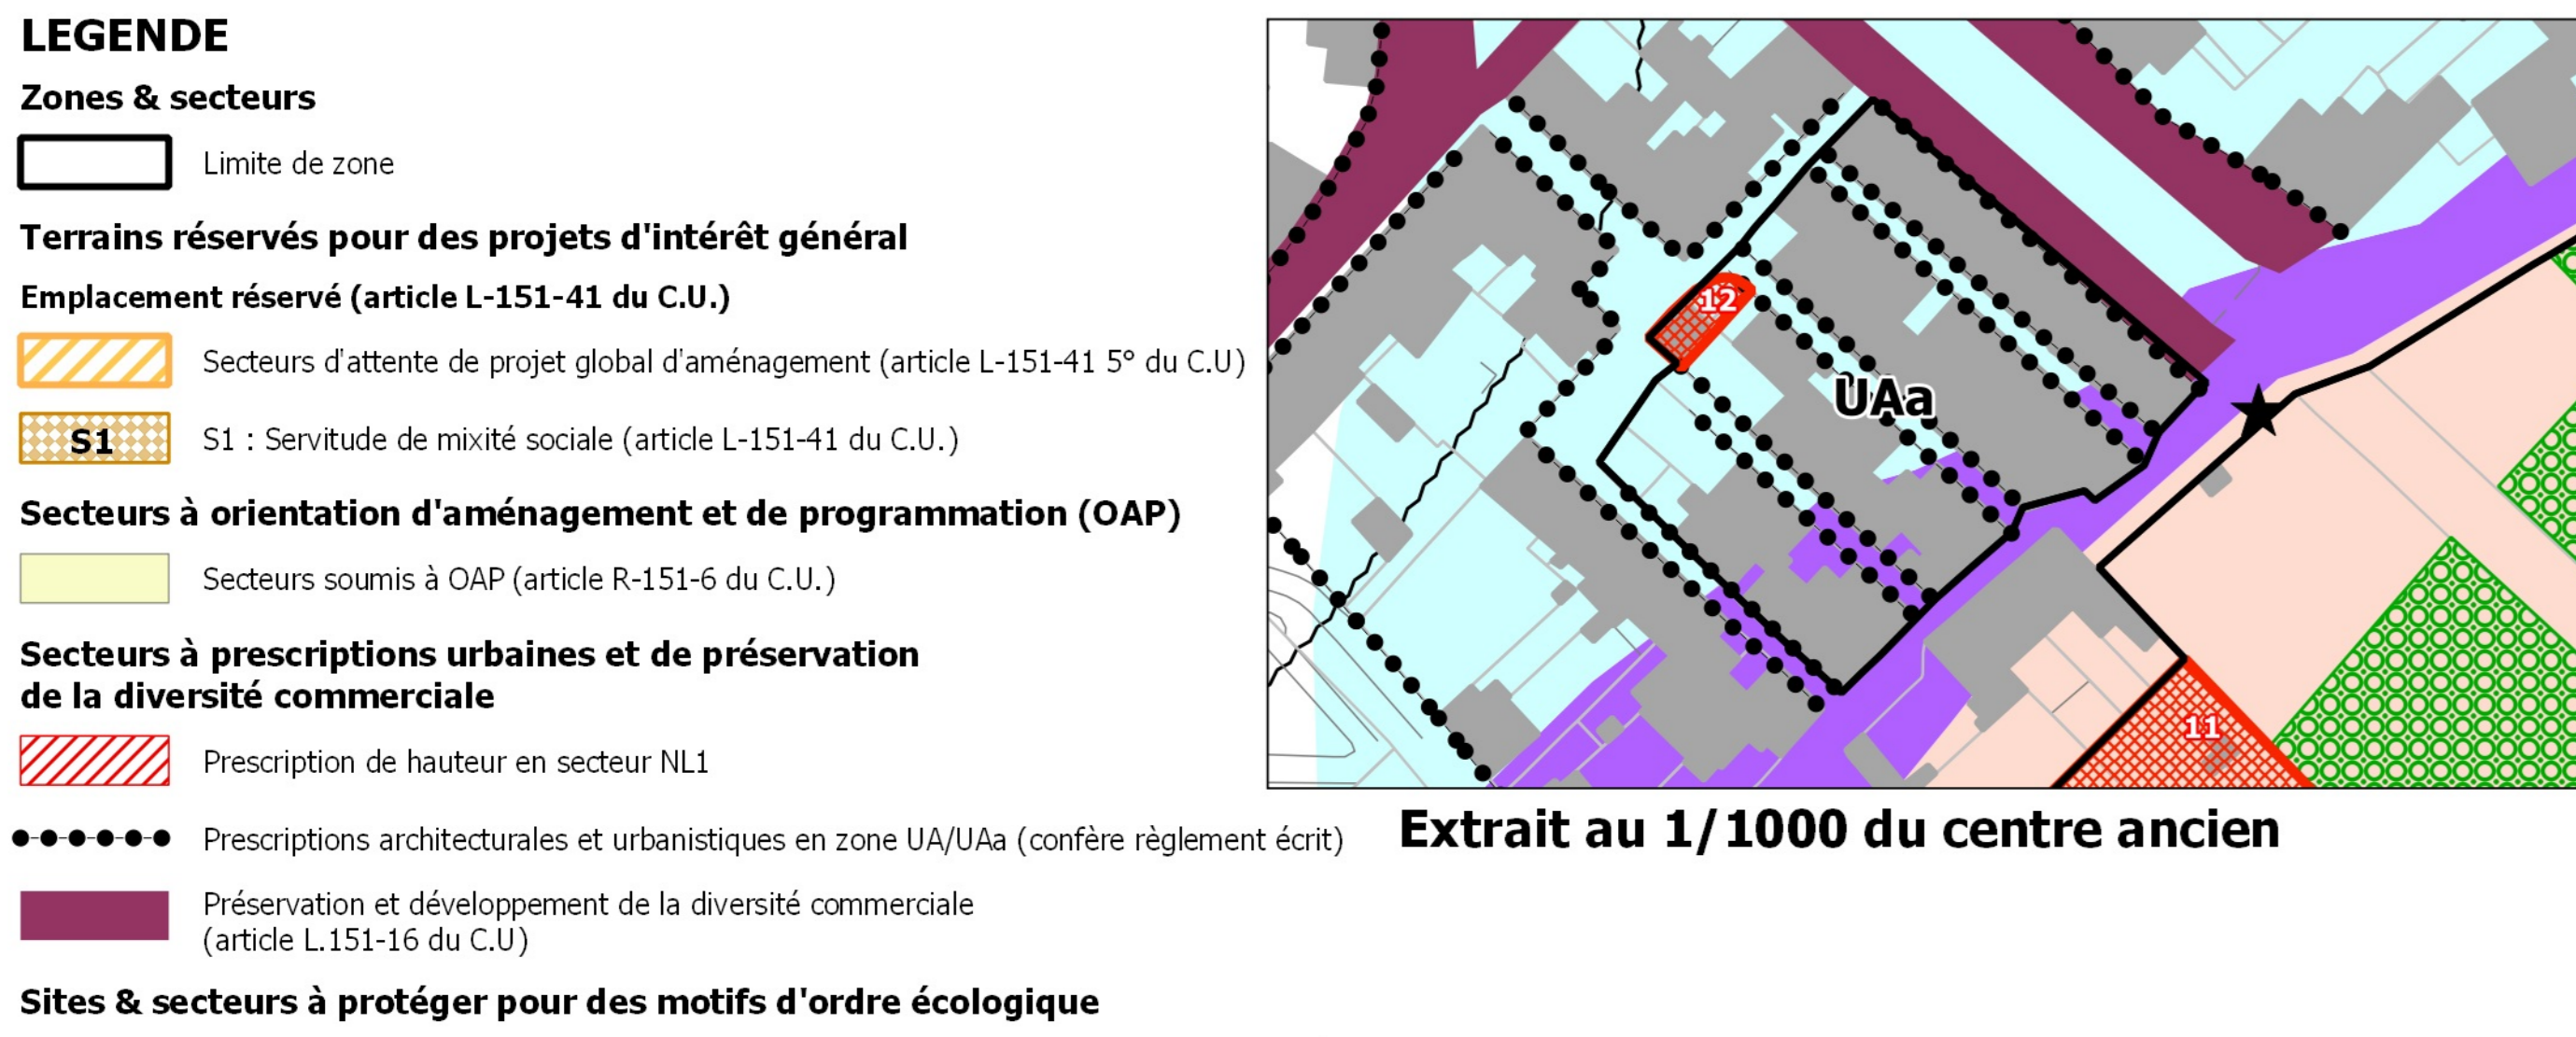 LEGENDE
Zones & secteurs
Limite de zone
Terrains réservés pour des projets d'intérêt général
Emplacement réservé (article L-151-41 du C.U.)
Secteurs d'attente de projet global d'aménagement (article L-151-41 5° du C.U)
S1
S1 : Servitude de mixité sociale (article L-151-41 du C.U.)
Secteurs à orientation d'aménagement et de programmation (OAP)
Secteurs soumis à OAP (article R-151-6 du C.U.)
Secteurs à prescriptions urbaines et de préservation
de la diversité commerciale
Prescription de hauteur en secteur NL1
Prescriptions architecturales et urbanistiques en zone UA/UAa (confère règlement écrit)
Préservation et développement de la diversité commerciale
(article L.151-16 du C.U)
Sites & secteurs à protéger pour des motifs d'ordre écologique
12
UAa
11
Extrait au 1/1000 du centre ancien